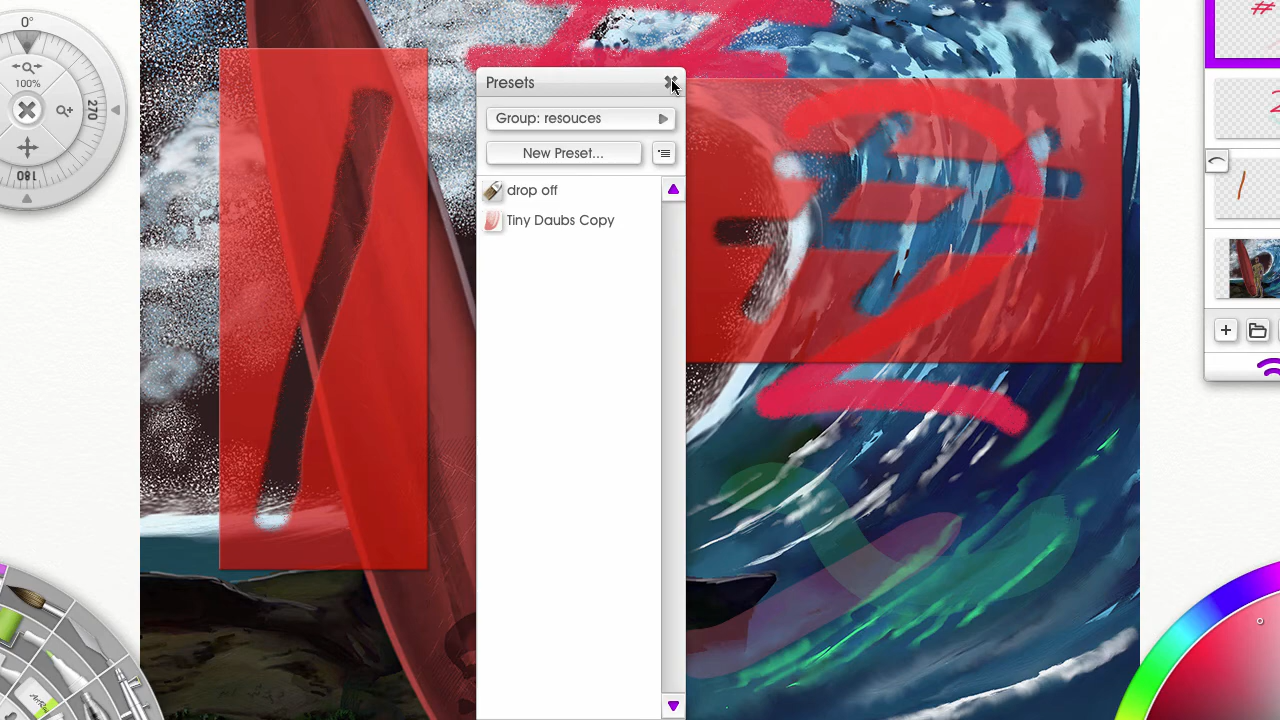 0°
100%
270
180
Presets
Group: resouces
New Preset...
drop off
Tiny Daubs Copy